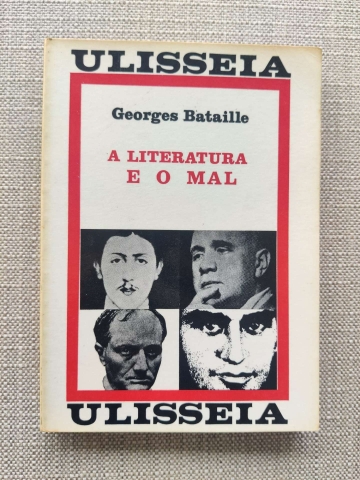 ULISSEIA
Georges Bataille
A LITERATURA
E O MAL
ULISSEIA